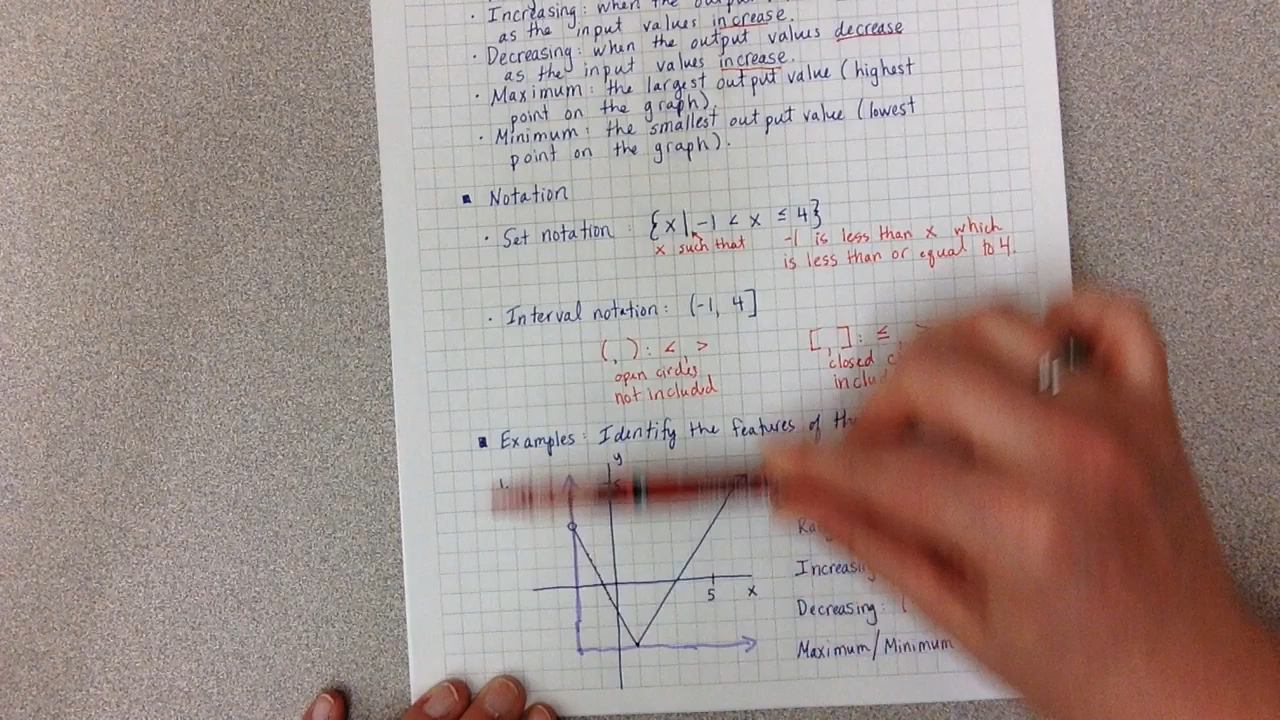 · Increasing: when the
as the input values increase.
· Decreasing: when the output values decrease
as the input values increase.
· Maximum: the largest output value (highest
point on the graph).
· Minimum: the smallest output value (lowest
point on the graph).
▪ Notation
· Set notation: {x|-1 < x ≤ 4}
x such that
-1 is less than x which
is less than or equal to 4.
· Interval notation: (-1, 4]
( , ) : < , >
open circles
not included
[ , ] : ≤ ,
closed
▪ Examples: Identify the features of
1.
y
5
x
Decreasing: (
Maximum/Minimum